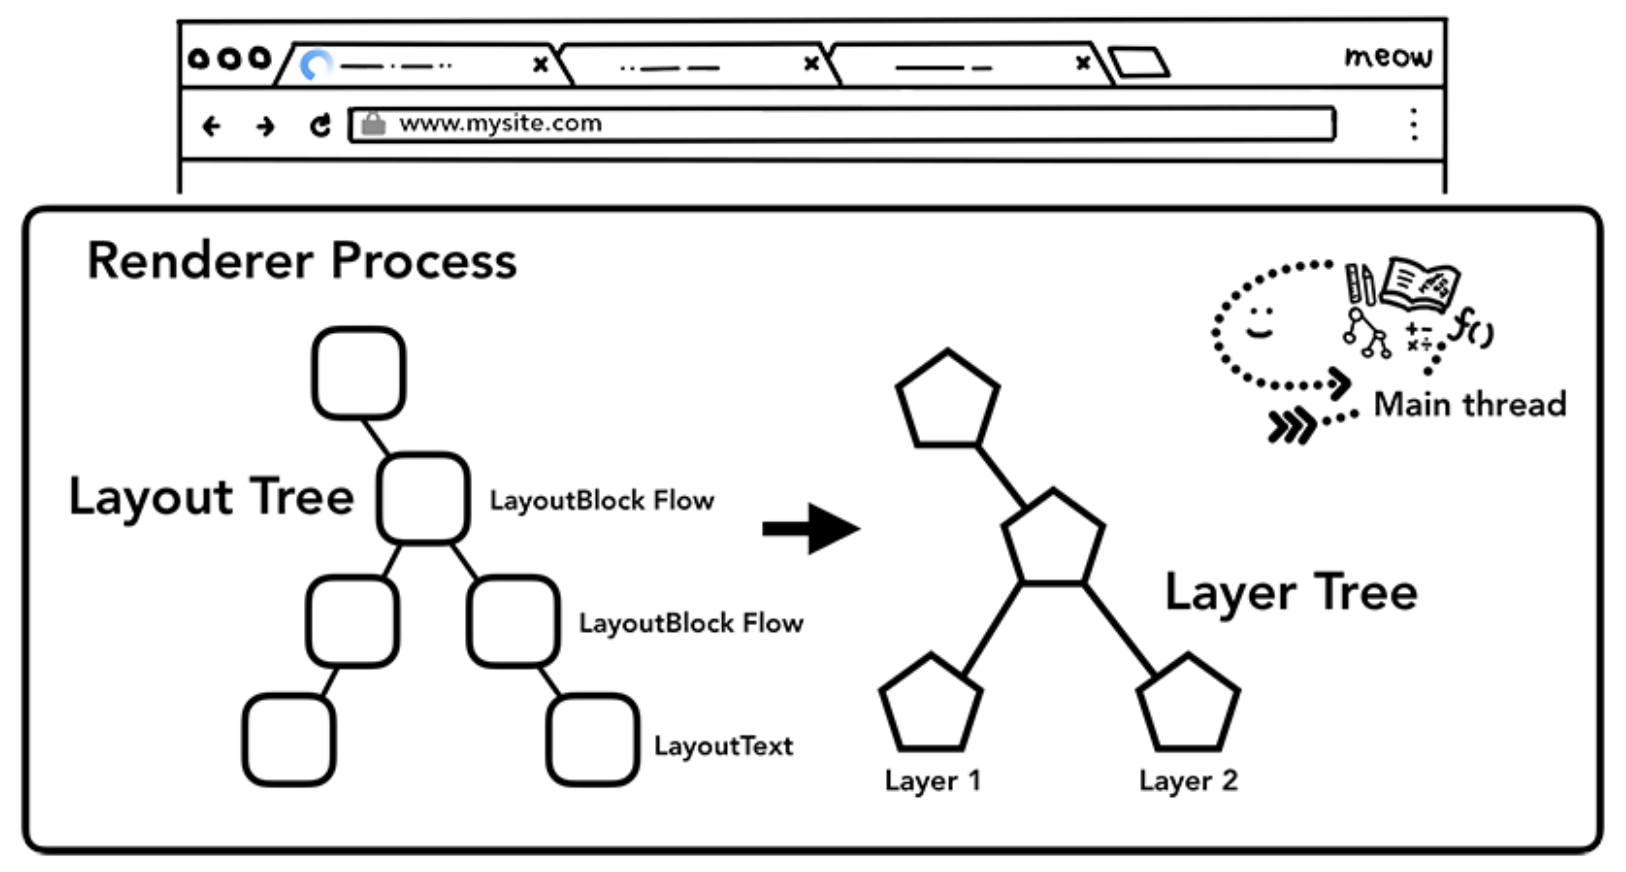 meow
www.mysite.com
Renderer Process
f()
Main thread
Layout Tree
LayoutBlock Flow
LayoutBlock Flow
LayoutText
Layer Tree
Layer 1
Layer 2